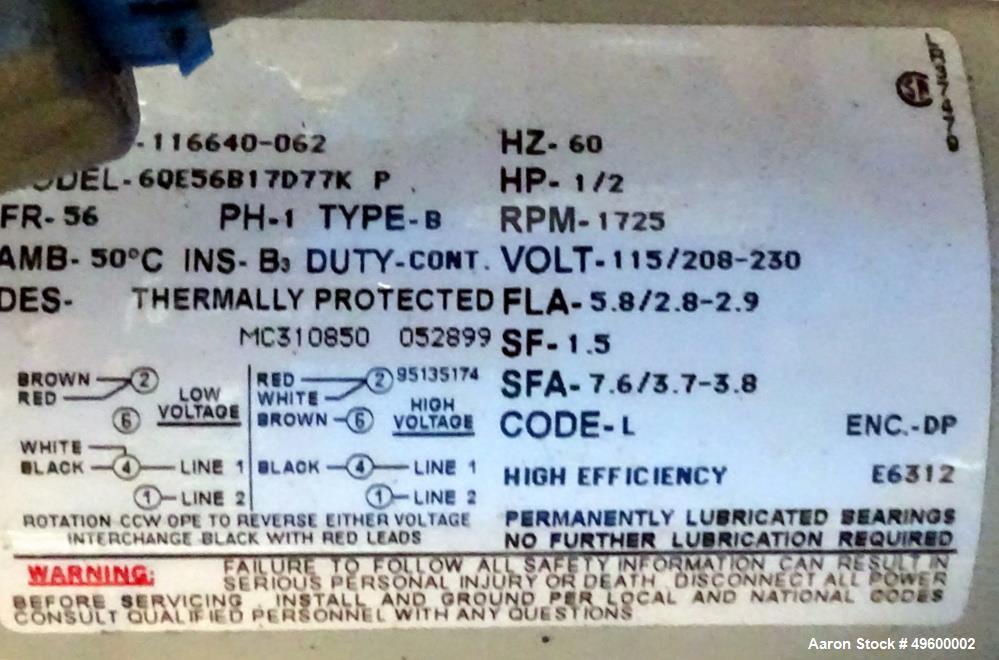 LR37479
-116640-062 HZ- 60
MODEL- 6QE56B17D77K P HP- 1/2
FR- 56 PH-1 TYPE-B RPM- 1725
AMB- 50°C INS- B3 DUTY-CONT. VOLT-115/208-230
DES- THERMALLY PROTECTED FLA- 5.8/2.8-2.9
MC310850 052899 SF- 1.5
BROWN 2 RED 2 95135174 SFA- 7.6/3.7-3.8
RED LOW WHITE HIGH
6 VOLTAGE BROWN 6 VOLTAGE CODE- L ENC.-DP
WHITE
BLACK 4 LINE 1 BLACK 4 LINE 1 HIGH EFFICIENCY E6312
1 LINE 2 1 LINE 2
ROTATION CCW OPE TO REVERSE EITHER VOLTAGE PERMANENTLY LUBRICATED BEARINGS
INTERCHANGE BLACK WITH RED LEADS NO FURTHER LUBRICATION REQUIRED
WARNING: FAILURE TO FOLLOW ALL SAFETY INFORMATION CAN RESULT IN
SERIOUS PERSONAL INJURY OR DEATH, DISCONNECT ALL POWER
BEFORE SERVICING INSTALL AND GROUND PER LOCAL AND NATIONAL CODES
CONSULT QUALIFIED PERSONNEL WITH ANY QUESTIONS
Aaron Stock # 49600002